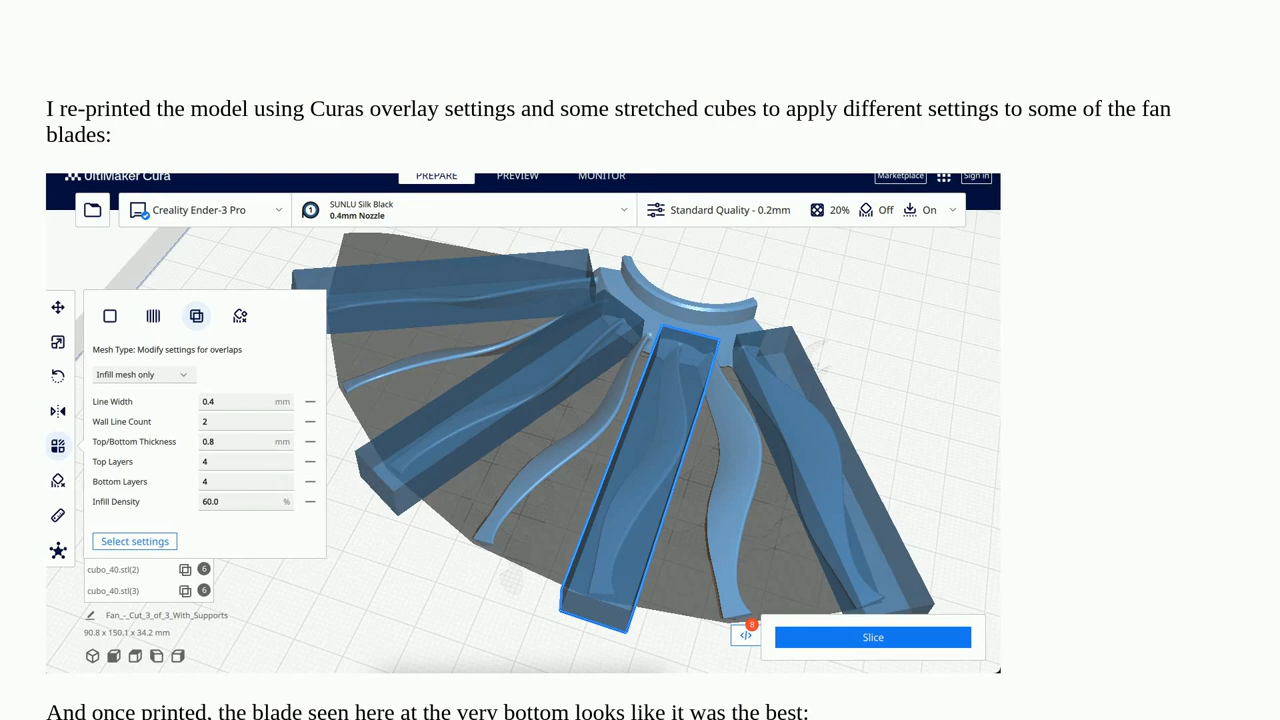 I re-printed the model using Curas overlay settings and some stretched cubes to apply different settings to some of the fan
blades:
UltiMaker Cura
PREPARE
PREVIEW
MONITOR
Marketplace
Sign in
Creality Ender-3 Pro
1
SUNLU Silk Black
0.4mm Nozzle
Standard Quality - 0.2mm
20%
Off
On
Mesh Type: Modify settings for overlaps
Infill mesh only
Line Width 0.4 mm
Wall Line Count 2
Top/Bottom Thickness 0.8 mm
Top Layers 4
Bottom Layers 4
Infill Density 60.0 %
Select settings
cubo_40.stl(2) 6
cubo_40.stl(3) 6
Fan_-_Cut_3_of_3_With_Supports
90.8 x 150.1 x 34.2 mm
8
</>
Slice
And once printed, the blade seen here at the very bottom looks like it was the best: